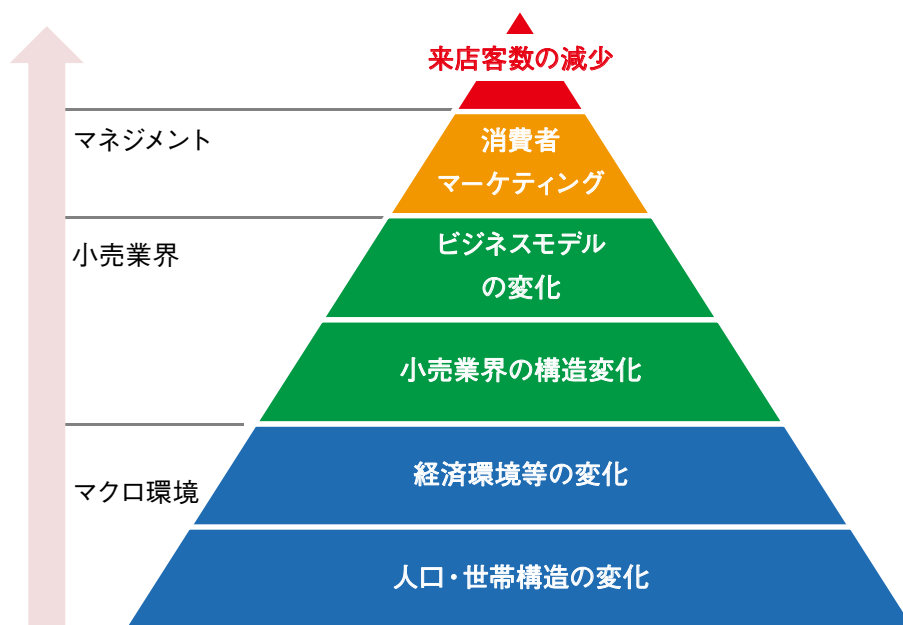 来店客数の減少
マネジメント
消費者
マーケティング
小売業界
ビジネスモデル
の変化
小売業界の構造変化
マクロ環境
経済環境等の変化
人口・世帯構造の変化